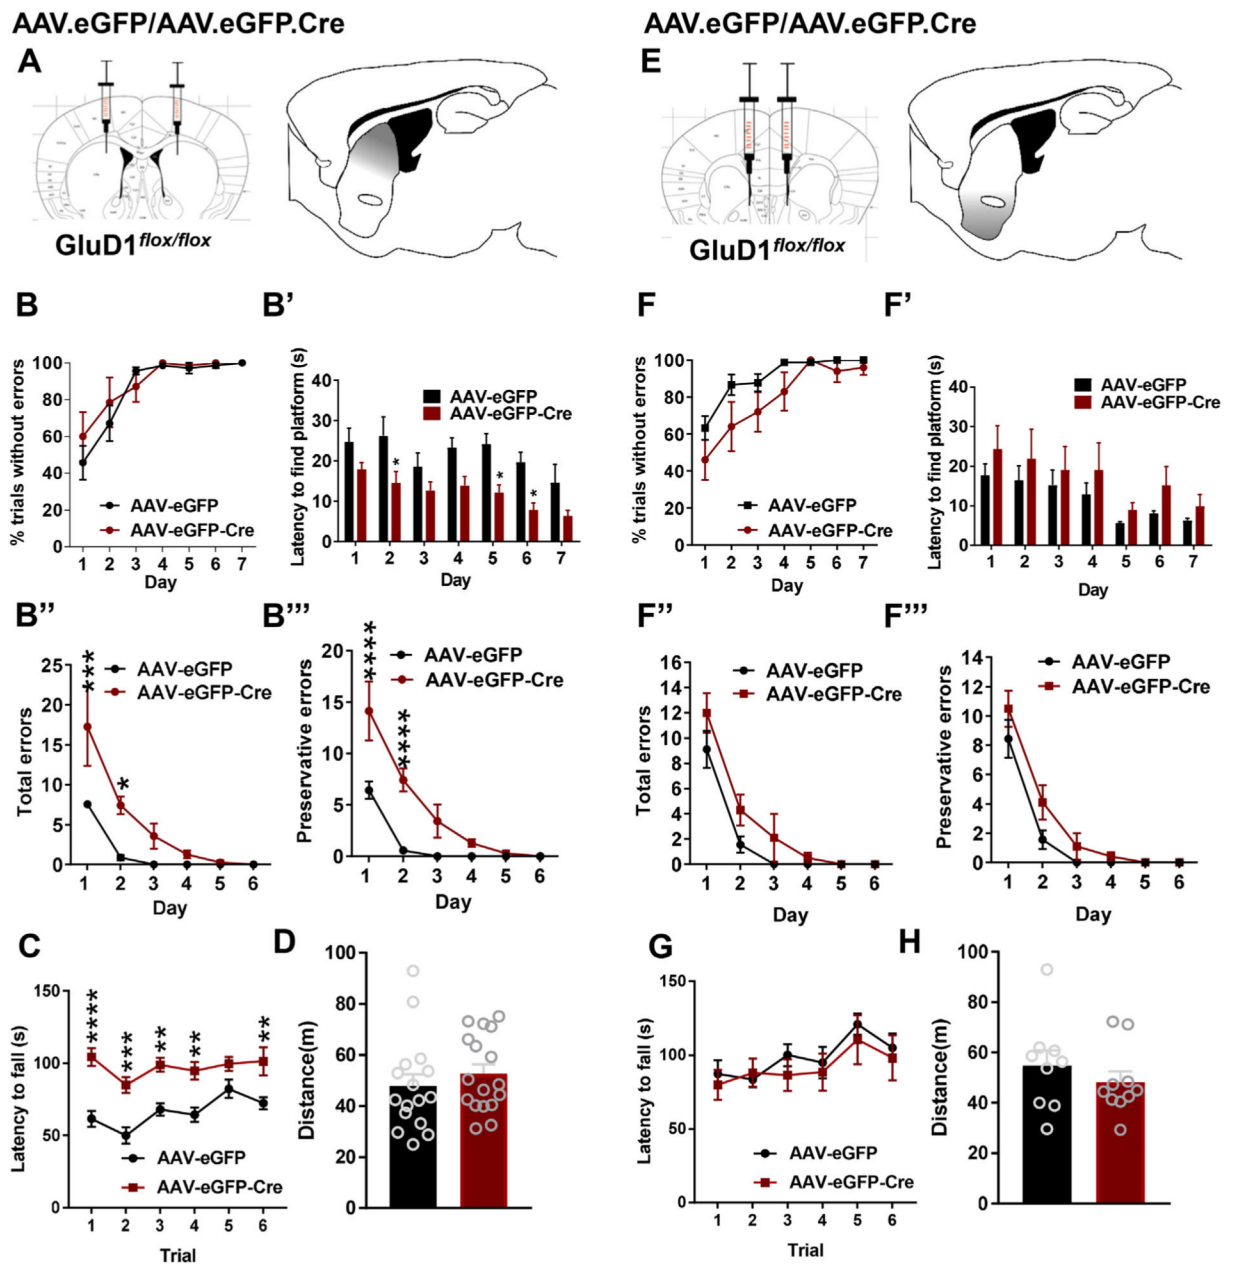 AAV.eGFP/AAV.eGFP.Cre
AAV.eGFP/AAV.eGFP.Cre
A
GluD1flox/flox
E
GluD1flox/flox
B
% trials without errors
100
80
60
40
20
0
AAV-eGFP
AAV-eGFP-Cre
1 2 3 4 5 6 7
Day
B’
Latency to find platform (s)
40
30
20
10
0
AAV-eGFP
AAV-eGFP-Cre
* * *
1 2 3 4 5 6 7
Day
F
% trials without errors
100
80
60
40
20
0
AAV-eGFP
AAV-eGFP-Cre
1 2 3 4 5 6 7
Day
F’
Latency to find platform (s)
40
30
20
10
0
AAV-eGFP
AAV-eGFP-Cre
1 2 3 4 5 6 7
Day
B’’
Total errors
25
20
15
10
5
0
***
*
AAV-eGFP
AAV-eGFP-Cre
1 2 3 4 5 6
Day
B’’’
Preservative errors
20
15
10
5
0
****
****
AAV-eGFP
AAV-eGFP-Cre
1 2 3 4 5 6
Day
F’’
Total errors
16
14
12
10
8
6
4
2
0
AAV-eGFP
AAV-eGFP-Cre
1 2 3 4 5 6
Day
F’’’
Preservative errors
14
12
10
8
6
4
2
0
AAV-eGFP
AAV-eGFP-Cre
1 2 3 4 5 6
Day
C
Latency to fall (s)
150
100
50
0
**** *** ** ** **
AAV-eGFP
AAV-eGFP-Cre
1 2 3 4 5 6
Trial
D
Distance(m)
100
80
60
40
20
0
G
Latency to fall (s)
150
100
50
0
AAV-eGFP
AAV-eGFP-Cre
1 2 3 4 5 6
Trial
H
Distance(m)
100
80
60
40
20
0